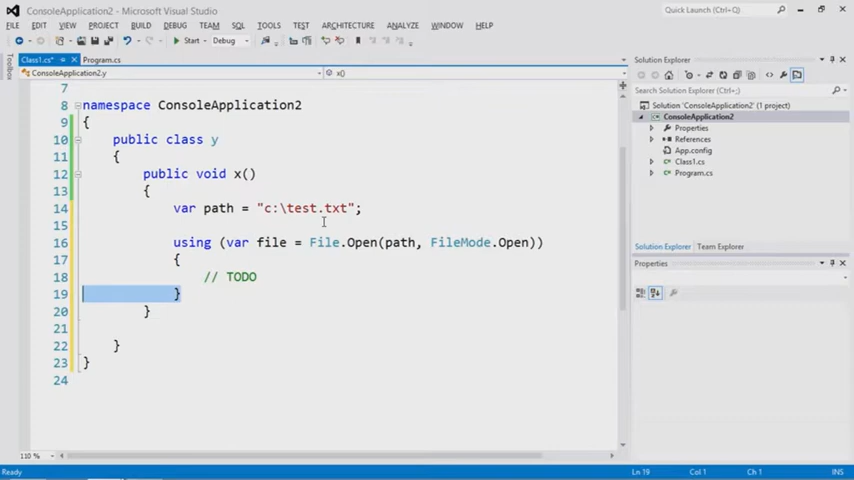 ConsoleApplication2 - Microsoft Visual Studio
Quick Launch (Ctrl+Q)
FILE EDIT VIEW PROJECT BUILD DEBUG TEAM SQL TOOLS TEST ARCHITECTURE ANALYZE WINDOW HELP
Start Debug
Toolbox
Class1.cs* Program.cs
ConsoleApplication2.y x()
7
8 namespace ConsoleApplication2
9 {
10 public class y
11 {
12 public void x()
13 {
14 var path = "c:\test.txt";
15
16 using (var file = File.Open(path, FileMode.Open))
17 {
18 // TODO
19 }
20 }
21
22 }
23 }
24
110 %
Solution Explorer
Search Solution Explorer (Ctrl+;)
Solution 'ConsoleApplication2' (1 project)
ConsoleApplication2
Properties
References
App.config
Class1.cs
Program.cs
Solution Explorer Team Explorer
Properties
Ready Ln 19 Col 1 Ch 1